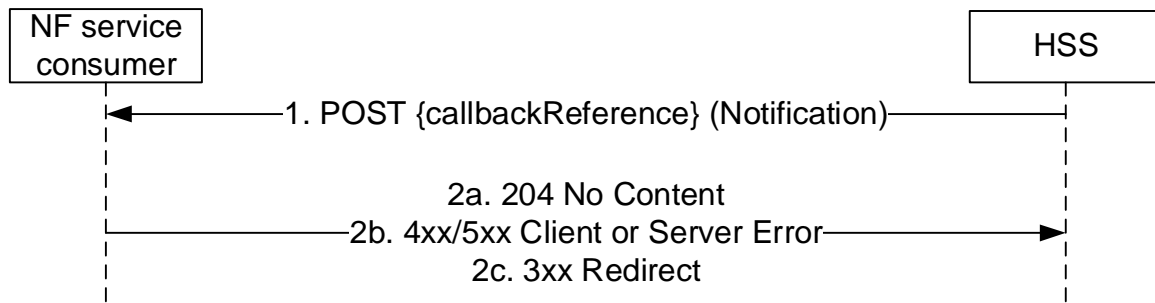 NF service
consumer
HSS
1. POST {callbackReference} (Notification)
2a. 204 No Content
2b. 4xx/5xx Client or Server Error
2c. 3xx Redirect